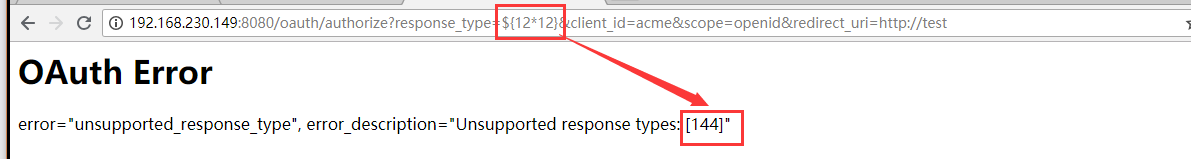 192.168.230.149:8080/oauth/authorize?response_type=${12*12}&client_id=acme&scope=openid&redirect_uri=http://test
OAuth Error
error="unsupported_response_type", error_description="Unsupported response types: [144]"